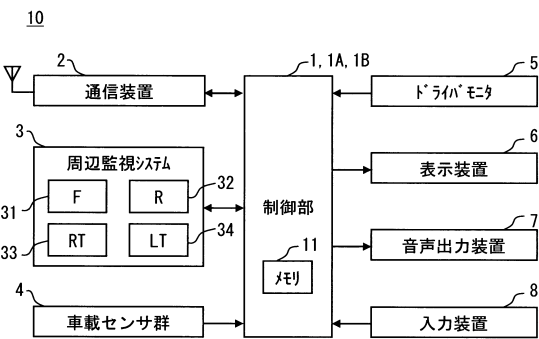 10
2
1, 1A, 1B
5
通信装置
ﾄﾞﾗｲﾊﾞﾓﾆﾀ
3
周辺監視ｼｽﾃﾑ
6
F
R
32
表示装置
31
制御部
RT
LT
34
11
7
33
音声出力装置
ﾒﾓﾘ
4
8
車載センサ群
入力装置